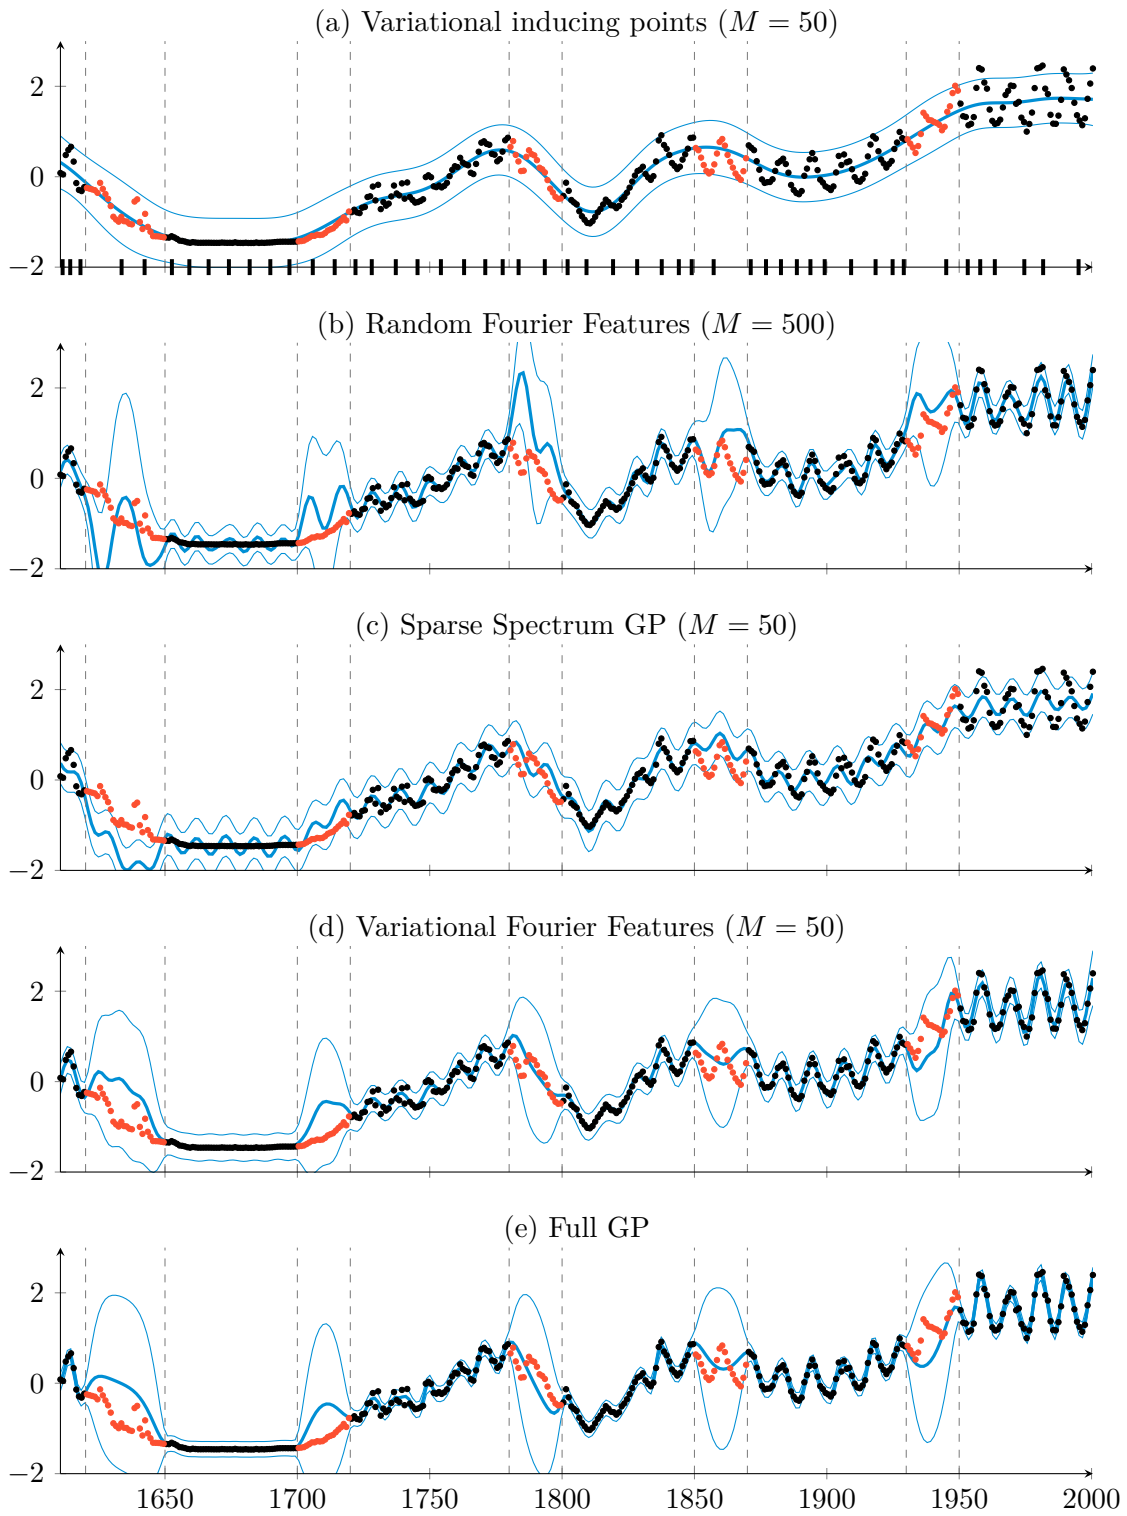 (a) Variational inducing points (M = 50)
2
0
−2
(b) Random Fourier Features (M = 500)
2
0
−2
(c) Sparse Spectrum GP (M = 50)
2
0
−2
(d) Variational Fourier Features (M = 50)
2
0
−2
(e) Full GP
2
0
−2
1650 1700 1750 1800 1850 1900 1950 2000